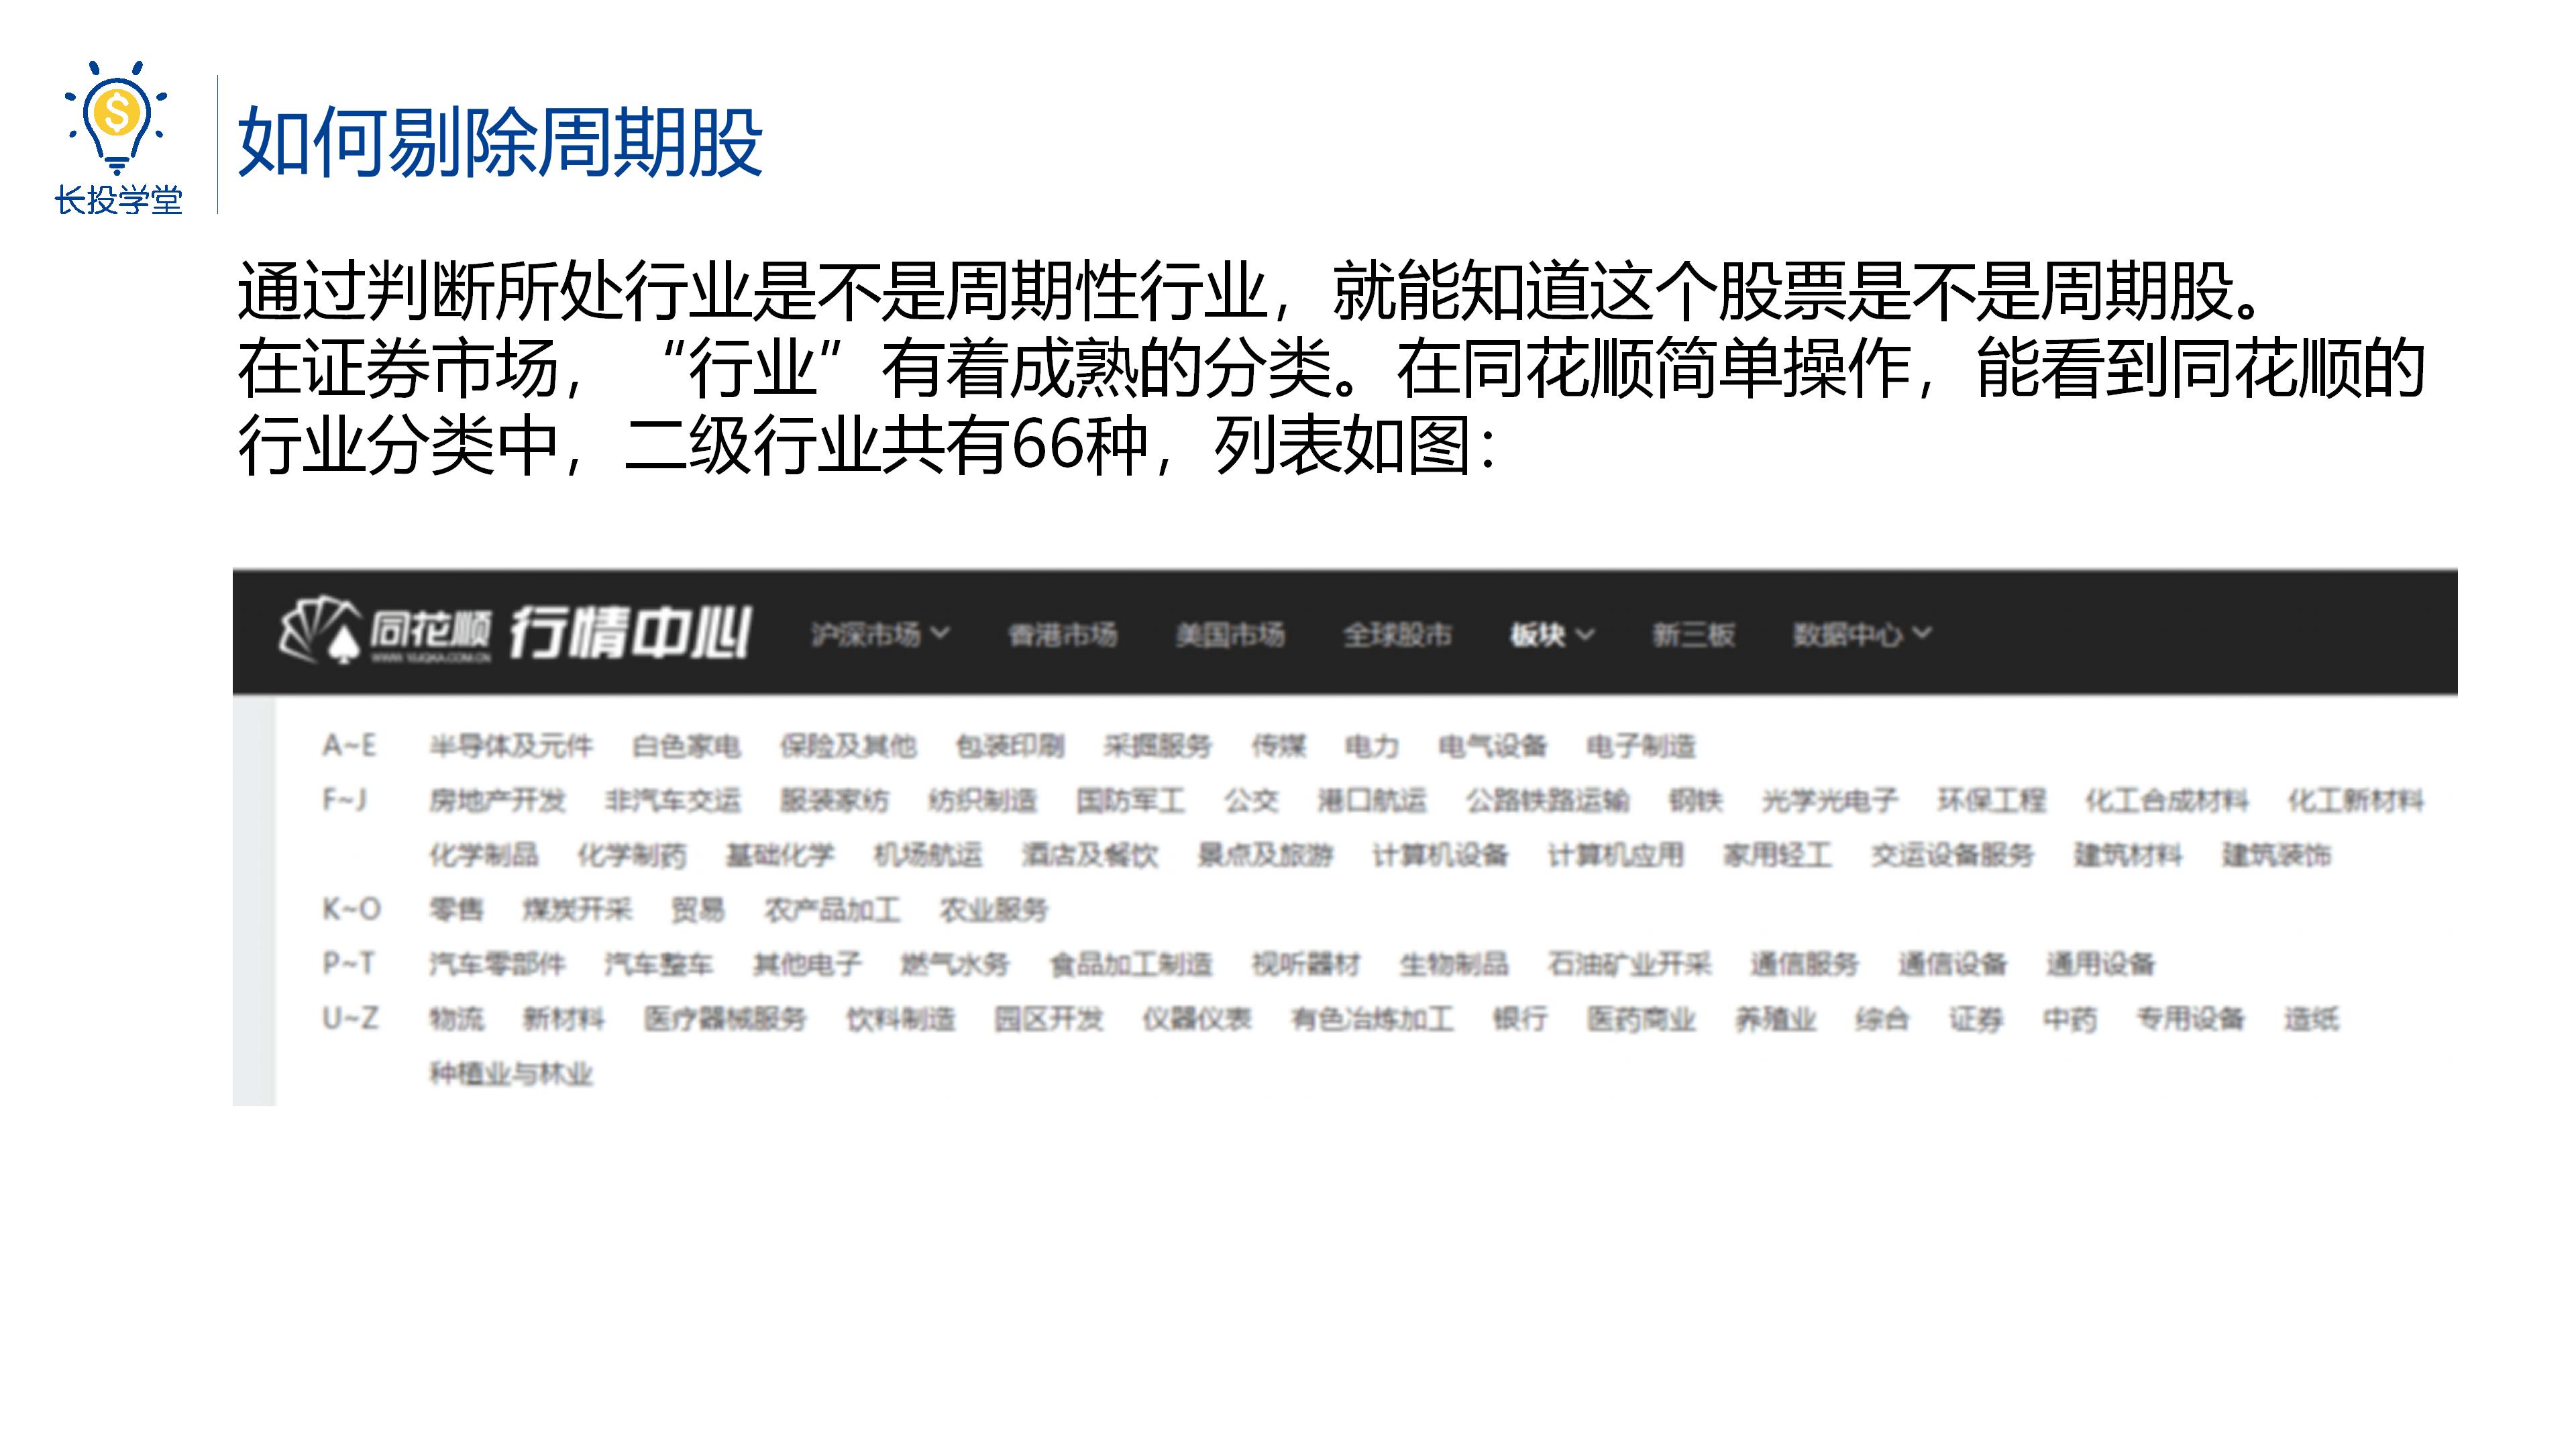 长投学堂
如何剔除周期股
通过判断所处行业是不是周期性行业，就能知道这个股票是不是周期股。
在证券市场，“行业”有着成熟的分类。在同花顺简单操作，能看到同花顺的
行业分类中，二级行业共有66种，列表如图：
同花顺 行情中心 沪深市场 香港市场 美国市场 全球股市 板块 新三板 数据中心
A~E 半导体及元件 白色家电 保险及其他 包装印刷 采掘服务 传媒 电力 电气设备 电子制造
F~J 房地产开发 非汽车交运 服装家纺 纺织制造 国防军工 公交 港口航运 公路铁路运输 钢铁 光学光电子 环保工程 化工合成材料 化工新材料
化学制品 化学制药 基础化学 机场航运 酒店及餐饮 景点及旅游 计算机设备 计算机应用 家用轻工 交运设备服务 建筑材料 建筑装饰
K~O 零售 煤炭开采 贸易 农产品加工 农业服务
P~T 汽车零部件 汽车整车 其他电子 燃气水务 食品加工制造 视听器材 生物制品 石油矿业开采 通信服务 通信设备 通用设备
U~Z 物流 新材料 医疗器械服务 饮料制造 园区开发 仪器仪表 有色冶炼加工 银行 医药商业 养殖业 综合 证券 中药 专用设备 造纸
种植业与林业